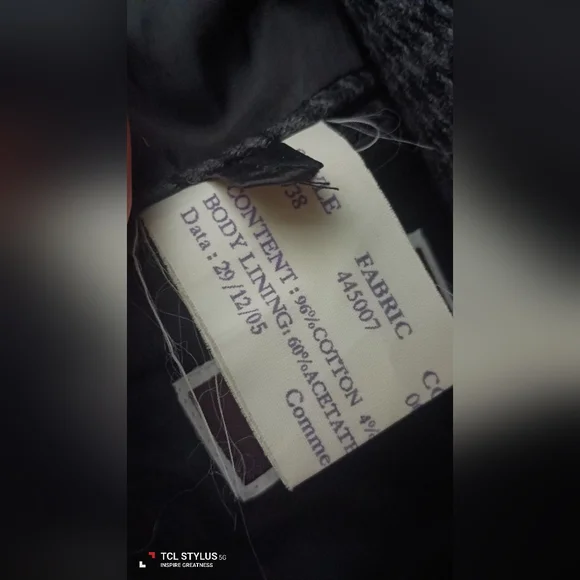 FABRIC
38
445007
CONTENT : 96%COTTON 4%
BODY LINING: 60%ACETATE
Data : 29/12/05
Comme
TCL STYLUS 5G
INSPIRE GREATNESS